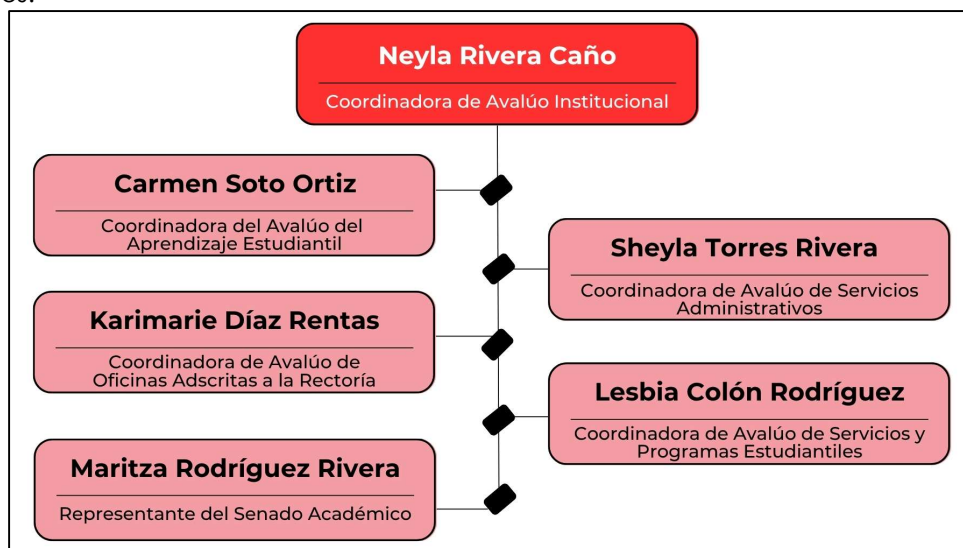 Neyla Rivera Caño
Coordinadora de Avalúo Institucional
Carmen Soto Ortiz
Coordinadora del Avalúo del
Aprendizaje Estudiantil
Sheyla Torres Rivera
Coordinadora de Avalúo de Servicios
Administrativos
Karimarie Díaz Rentas
Coordinadora de Avalúo de
Oficinas Adscritas a la Rectoría
Lesbia Colón Rodríguez
Coordinadora de Avalúo de Servicios y
Programas Estudiantiles
Maritza Rodríguez Rivera
Representante del Senado Académico